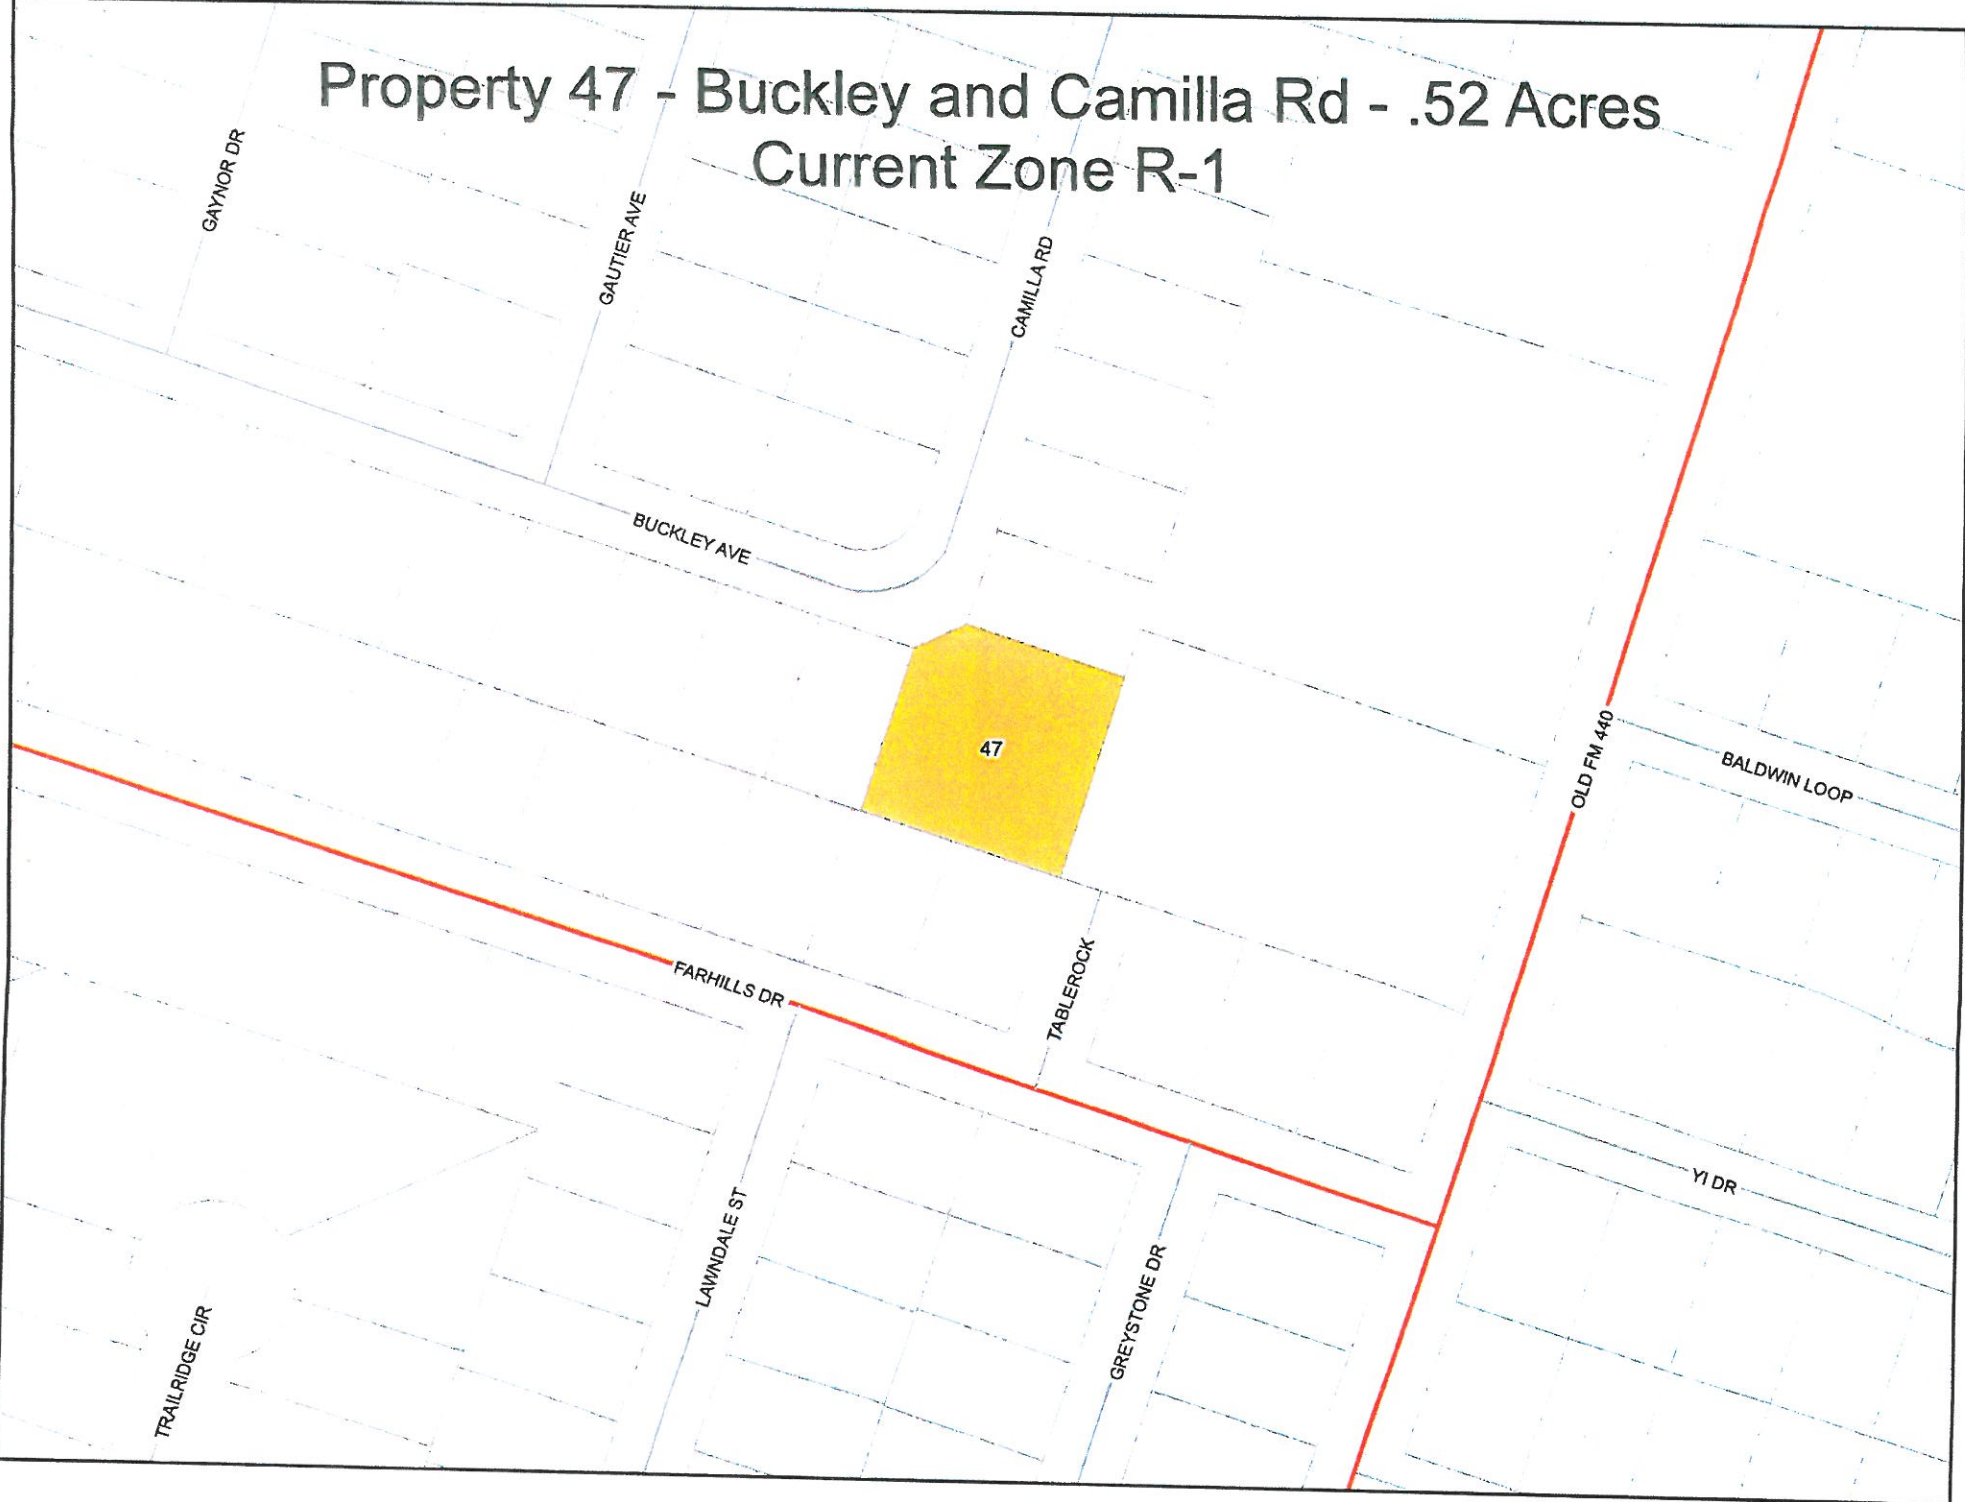 Property 47 - Buckley and Camilla Rd - .52 Acres
Current Zone R-1
GAYNOR DR
GAUTIER AVE
CAMILLA RD
BUCKLEY AVE
47
OLD FM 440
BALDWIN LOOP
FARHILLS DR
TABLEROCK
YI DR
LAWNDALE ST
GREYSTONE DR
TRAILRIDGE CIR